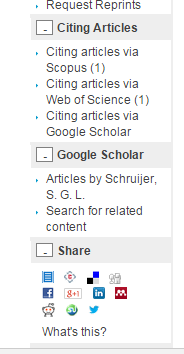 Request Reprints
- Citing Articles
Citing articles via
Scopus (1)
Citing articles via
Web of Science (1)
Citing articles via
Google Scholar
- Google Scholar
Articles by Schruijer,
S. G. L.
Search for related
content
- Share
g+1
What's this?